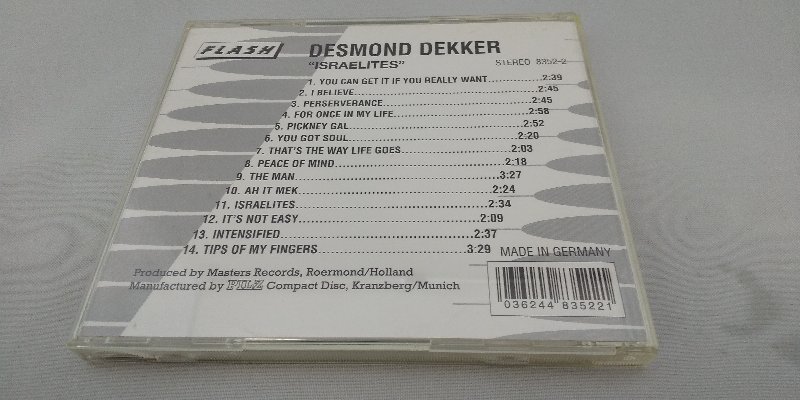 FLASH
DESMOND DEKKER
"ISRAELITES"
STEREO 8352-2
1. YOU CAN GET IT IF YOU REALLY WANT..................2:39
2. I BELIEVE..................2:45
3. PERSERVERANCE..................2:45
4. FOR ONCE IN MY LIFE..................2:58
5. PICKNEY GAL..................2:52
6. YOU GOT SOUL..................2:20
7. THAT'S THE WAY LIFE GOES..................2:03
8. PEACE OF MIND..................2:18
9. THE MAN..................3:27
10. AH IT MEK..................2:24
11. ISRAELITES..................2:34
12. IT'S NOT EASY..................2:09
13. INTENSIFIED..................2:37
14. TIPS OF MY FINGERS..................3:29
MADE IN GERMANY
Produced by Masters Records, Roermond/Holland
Manufactured by PILZ Compact Disc, Kranzberg/Munich
036244 835221